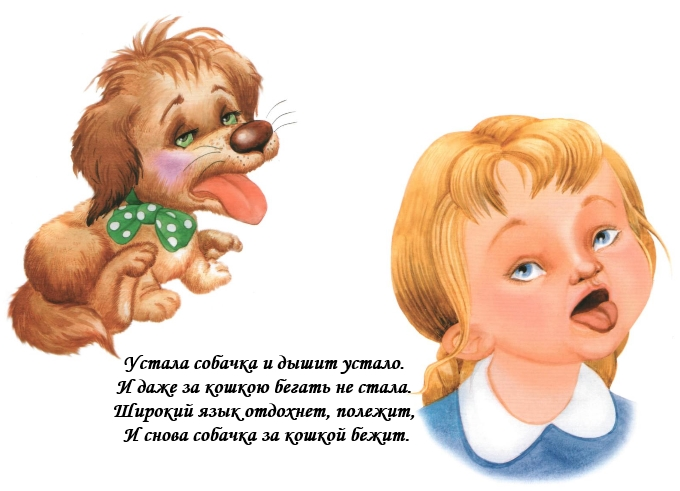 Устала собачка и дышит устало.
И даже за кошкою бегать не стала.
Широкий язык отдохнет, полежит,
И снова собачка за кошкой бежит.